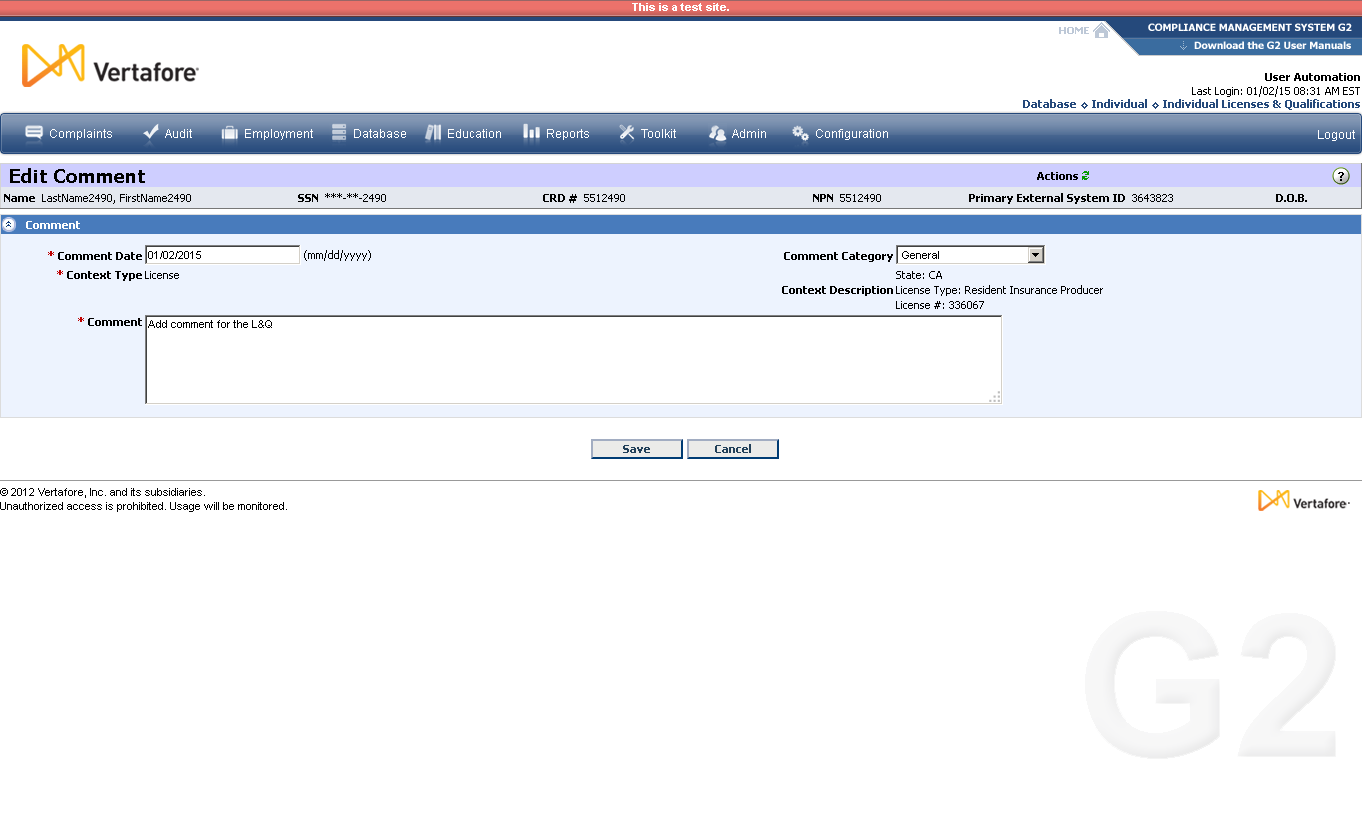 This is a test site.
HOME
COMPLIANCE MANAGEMENT SYSTEM G2
Download the G2 User Manuals
Vertafore
User Automation
Last Login: 01/02/15 08:31 AM EST
Database ⬦ Individual ⬦ Individual Licenses & Qualifications
Complaints Audit Employment Database Education Reports Toolkit Admin Configuration Logout
Edit Comment Actions ?
Name LastName2490, FirstName2490 SSN ***-**-2490 CRD # 5512490 NPN 5512490 Primary External System ID 3643823 D.O.B.
Comment
* Comment Date 01/02/2015 (mm/dd/yyyy) Comment Category General
* Context Type License
Context Description State: CA
License Type: Resident Insurance Producer
License #: 336067
* Comment Add comment for the L&Q
Save Cancel
© 2012 Vertafore, Inc. and its subsidiaries.
Unauthorized access is prohibited. Usage will be monitored.
Vertafore
G2